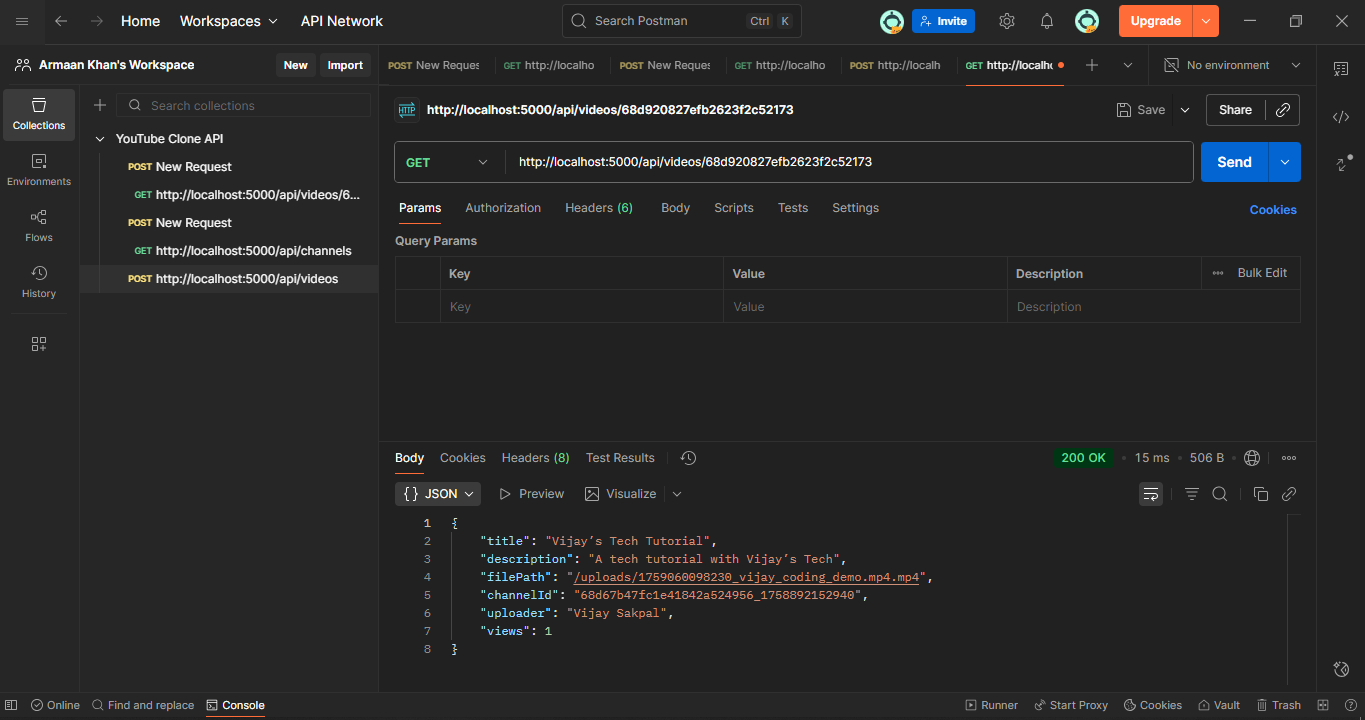 Home Workspaces API Network Search Postman Ctrl K Invite Upgrade
Armaan Khan's Workspace New Import POST New Reques GET http://localho POST New Reques GET http://localho POST http://localh GET http://localh No environment
Collections
Environments
Flows
History
Search collections
YouTube Clone API
POST New Request
GET http://localhost:5000/api/videos/6...
POST New Request
GET http://localhost:5000/api/channels
POST http://localhost:5000/api/videos
HTTP http://localhost:5000/api/videos/68d920827efb2623f2c52173 Save Share
GET http://localhost:5000/api/videos/68d920827efb2623f2c52173 Send
Params Authorization Headers (6) Body Scripts Tests Settings Cookies
Query Params
Key Value Description Bulk Edit
Key Value Description
Body Cookies Headers (8) Test Results 200 OK • 15 ms • 506 B
{} JSON Preview Visualize
1 {
2 "title": "Vijay’s Tech Tutorial",
3 "description": "A tech tutorial with Vijay’s Tech",
4 "filePath": "/uploads/1759060098230_vijay_coding_demo.mp4.mp4",
5 "channelId": "68d67b47fc1e41842a524956_1758892152940",
6 "uploader": "Vijay Sakpal",
7 "views": 1
8 }
Online Find and replace Console Runner Start Proxy Cookies Vault Trash